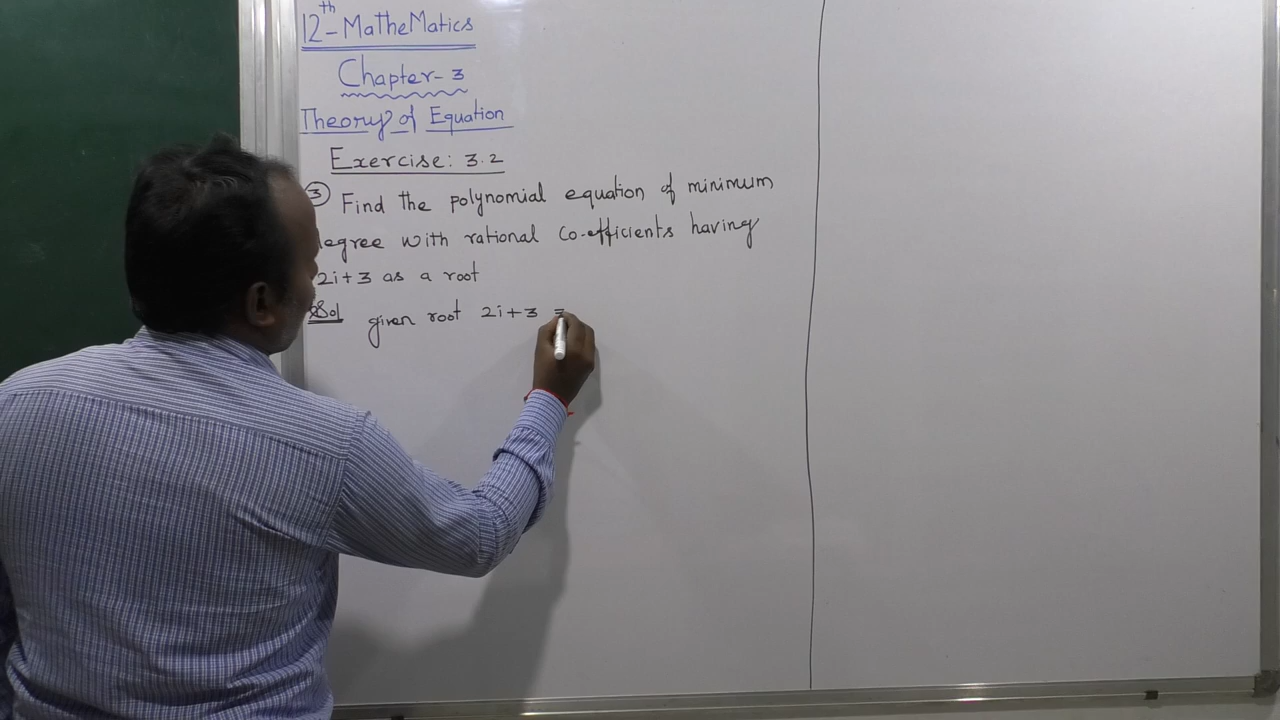 12th - MatheMatics
Chapter - 3
Theory of Equation
Exercise: 3.2
3 Find the polynomial equation of minimum
egree with rational co-efficients having
2i+3 as a root
Sol given root 2i+3 =